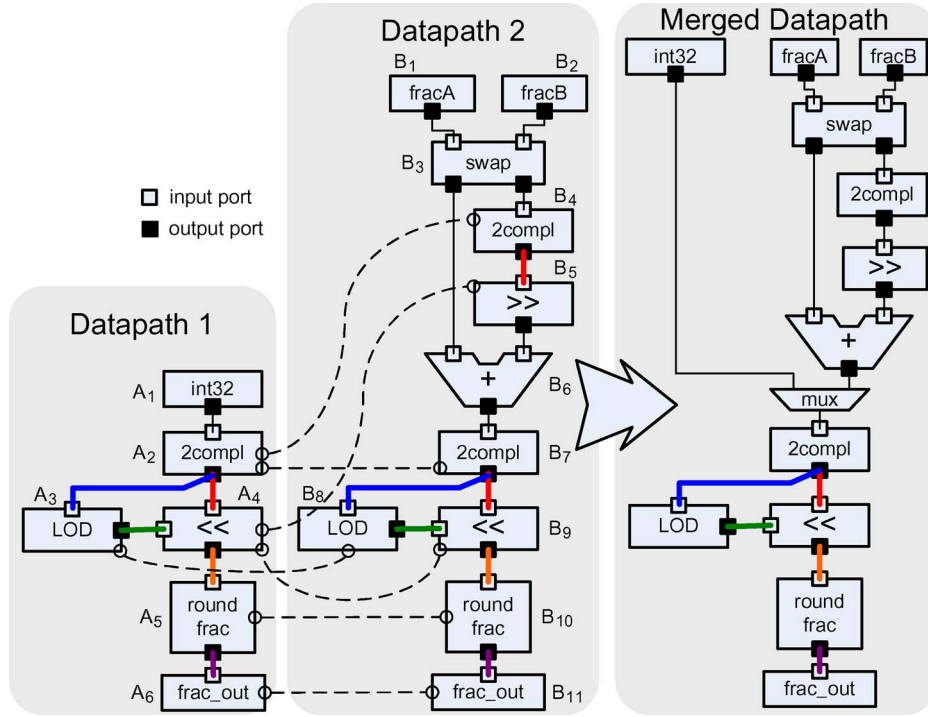 Datapath 2
Merged Datapath
B1
B2
fracA
fracB
B3
swap
B4
2compl
B5
>>
+
B6
2compl
B7
B8
LOD
<<
B9
round
frac
B10
frac_out
B11
input port
output port
Datapath 1
A1
int32
A2
2compl
A3
LOD
A4
<<
A5
round
frac
A6
frac_out
int32
fracA
fracB
swap
2compl
>>
+
mux
2compl
LOD
<<
round
frac
frac_out